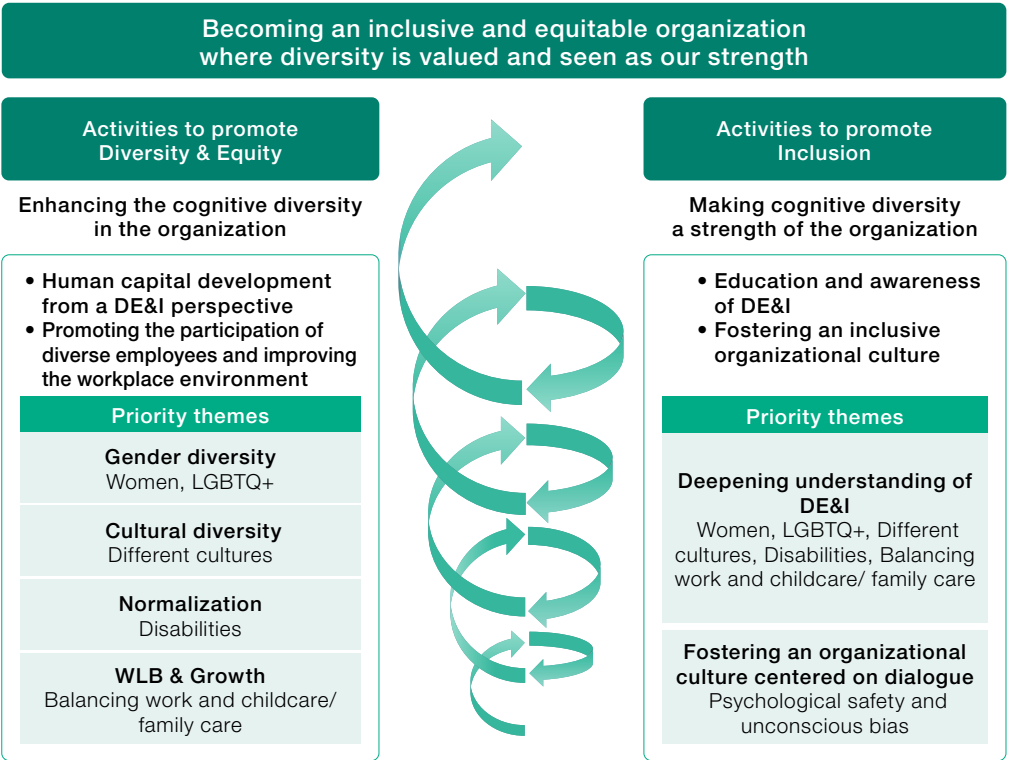 Becoming an inclusive and equitable organization
where diversity is valued and seen as our strength
Activities to promote
Diversity & Equity
Enhancing the cognitive diversity
in the organization
• Human capital development
from a DE&I perspective
• Promoting the participation of
diverse employees and improving
the workplace environment
Priority themes
Gender diversity
Women, LGBTQ+
Cultural diversity
Different cultures
Normalization
Disabilities
WLB & Growth
Balancing work and childcare/
family care
Activities to promote
Inclusion
Making cognitive diversity
a strength of the organization
• Education and awareness
of DE&I
• Fostering an inclusive
organizational culture
Priority themes
Deepening understanding of
DE&I
Women, LGBTQ+, Different
cultures, Disabilities, Balancing
work and childcare/ family care
Fostering an organizational
culture centered on dialogue
Psychological safety and
unconscious bias